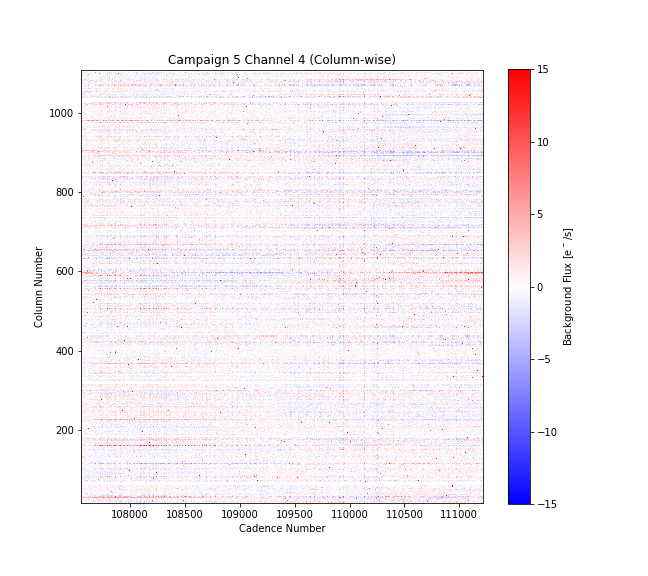 Campaign 5 Channel 4 (Column-wise)
1000
800
600
400
200
Column Number
108000 108500 109000 109500 110000 110500 111000
Cadence Number
15
10
5
0
−5
−10
−15
Background Flux [e⁻/s]